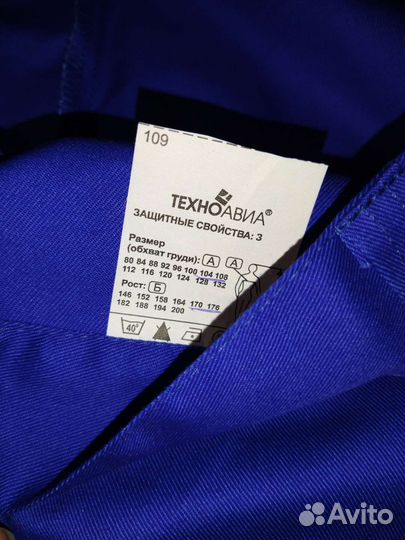 109
ТЕХНОАВИА®
ЗАЩИТНЫЕ СВОЙСТВА: З
Размер
(обхват груди): А А
80 84 88 92 96 100 104 108
112 116 120 124 128 132
Рост: Б
146 152 158 164 170 176
182 188 194 200
40°
Avito